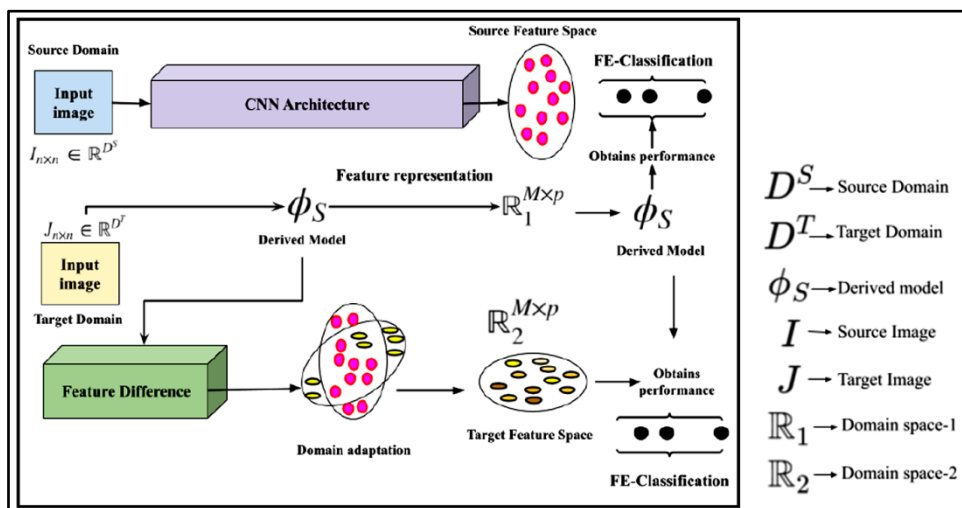 Source Domain
Input
image
I_{n×n} ∈ ℝ^{D^S}
CNN Architecture
Source Feature Space
FE-Classification
Obtains performance
Feature representation
J_{n×n} ∈ ℝ^{D^T}
ϕ_S
Derived Model
ℝ_1^{M×p}
ϕ_S
Derived Model
Input
image
Target Domain
Feature Difference
Domain adaptation
ℝ_2^{M×p}
Target Feature Space
Obtains
performance
FE-Classification
D^S → Source Domain
D^T → Target Domain
ϕ_S → Derived model
I → Source Image
J → Target Image
ℝ_1 → Domain space-1
ℝ_2 → Domain space-2